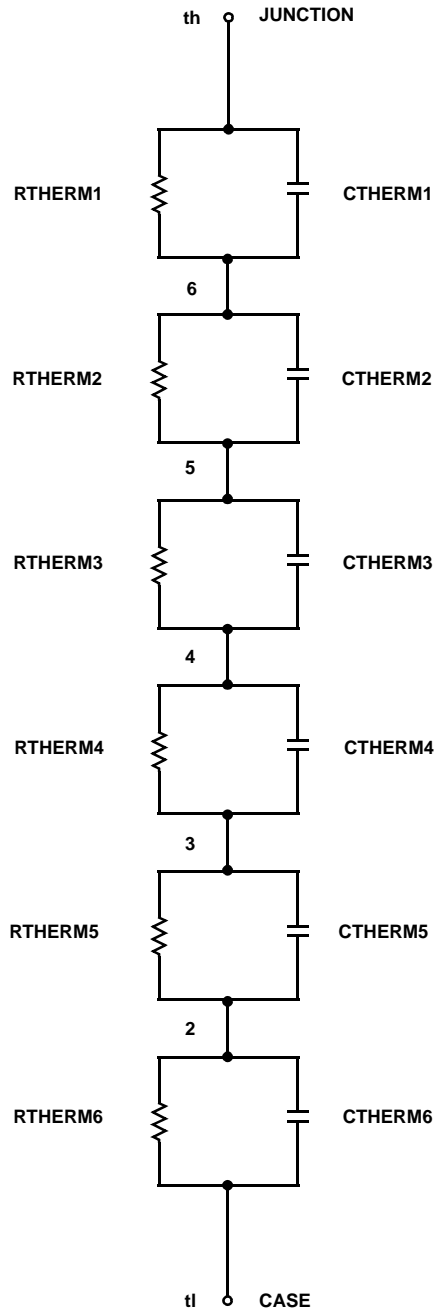 th JUNCTION
RTHERM1 CTHERM1
6
RTHERM2 CTHERM2
5
RTHERM3 CTHERM3
4
RTHERM4 CTHERM4
3
RTHERM5 CTHERM5
2
RTHERM6 CTHERM6
tl CASE